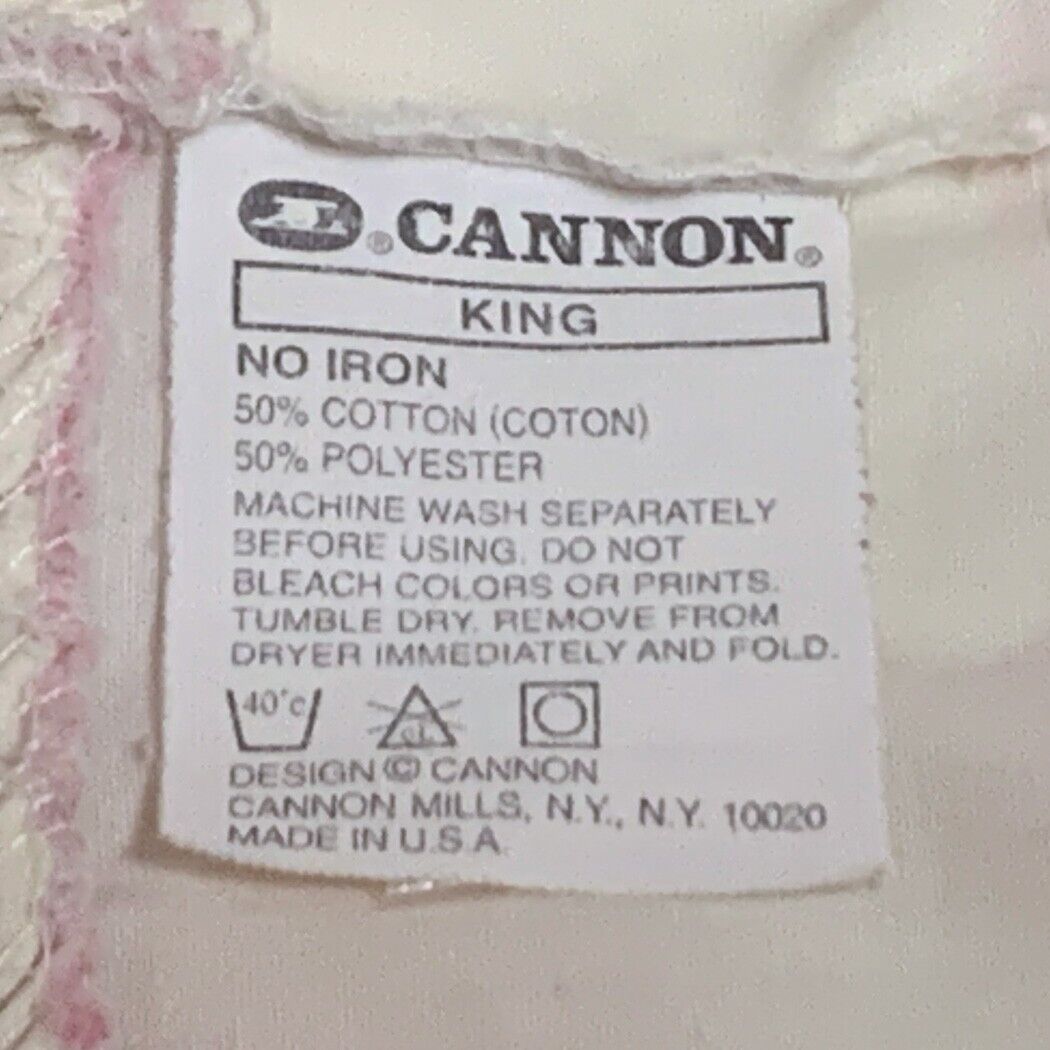 ® CANNON ®
KING
NO IRON
50% COTTON (COTON)
50% POLYESTER
MACHINE WASH SEPARATELY
BEFORE USING. DO NOT
BLEACH COLORS OR PRINTS.
TUMBLE DRY. REMOVE FROM
DRYER IMMEDIATELY AND FOLD.
40°c CL
DESIGN © CANNON
CANNON MILLS, N.Y., N.Y. 10020
MADE IN U.S.A.